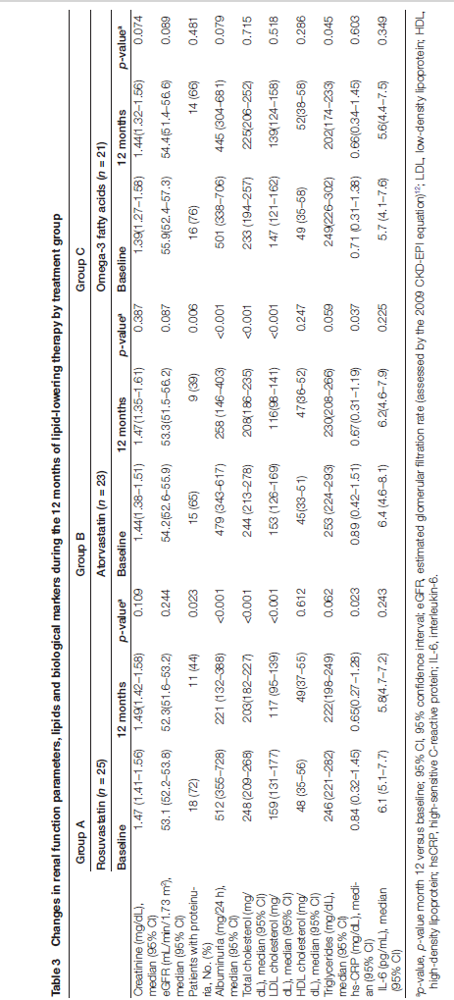 Table 3 Changes in renal function parameters, lipids and biological markers during the 12 months of lipid-lowering therapy by treatment group
Group A Group B Group C
Rosuvastatin (n = 25) Atorvastatin (n = 23) Omega-3 fatty acids (n = 21)
Baseline 12 months p-valueª Baseline 12 months p-valueª Baseline 12 months p-valueª
Creatinine (mg/dL), 1.47 (1.41–1.56) 1.49(1.42–1.58) 0.109 1.44(1.38–1.51) 1.47(1.35–1.61) 0.387 1.39(1.27–1.58) 1.44(1.32–1.56) 0.074
median (95% CI)
eGFR (mL/min/1.73 m²), 53.1 (52.2–53.8) 52.3(51.6–53.2) 0.244 54.2(52.6–55.9) 53.3(51.5–56.2) 0.087 55.9(52.4–57.3) 54.4(51.4–56.6) 0.089
median (95% CI)
Patients with proteinu- 18 (72) 11 (44) 0.023 15 (65) 9 (39) 0.006 16 (76) 14 (66) 0.481
ria, No. (%)
Albuminuria (mg/24 h), 512 (355–728) 221 (132–388) <0.001 479 (343–617) 258 (146–403) <0.001 501 (338–706) 445 (304–681) 0.079
median (95% CI)
Total cholesterol (mg/ 248 (209–268) 203(182–227) <0.001 244 (213–278) 208(186–235) <0.001 233 (194–257) 225(206–252) 0.715
dL), median (95% CI)
LDL cholesterol (mg/ 159 (131–177) 117 (95–139) <0.001 153 (126–169) 116(98–141) <0.001 147 (121–162) 139(124–158) 0.518
dL), median (95% CI)
HDL cholesterol (mg/ 48 (35–56) 49(37–55) 0.612 45(33–51) 47(36–52) 0.247 49 (35–58) 52(38–58) 0.286
dL), median (95% CI)
Triglycerides (mg/dL), 246 (221–282) 222(198–249) 0.062 253 (224–293) 230(208–266) 0.059 249(226–302) 202(174–233) 0.045
median (95% CI)
hs-CRP (mg/dL), medi- 0.84 (0.32–1.45) 0.65(0.27–1.28) 0.023 0.89 (0.42–1.51) 0.67(0.31–1.19) 0.037 0.71 (0.31–1.38) 0.66(0.34–1.45) 0.603
an (95% CI)
IL-6 (pg/mL), median 6.1 (5.1–7.7) 5.8(4.7–7.2) 0.243 6.4 (4.6–8.1) 6.2(4.6–7.9) 0.225 5.7 (4.1–7.6) 5.6(4.4–7.5) 0.349
(95% CI)
ªp-value, p-value month 12 versus baseline; 95% CI, 95% confidence interval; eGFR, estimated glomerular filtration rate (assessed by the 2009 CKD-EPI equation)¹²; LDL, low-density lipoprotein; HDL,
high-density lipoprotein; hsCRP, high-sensitive C-reactive protein; IL-6, interleukin-6.